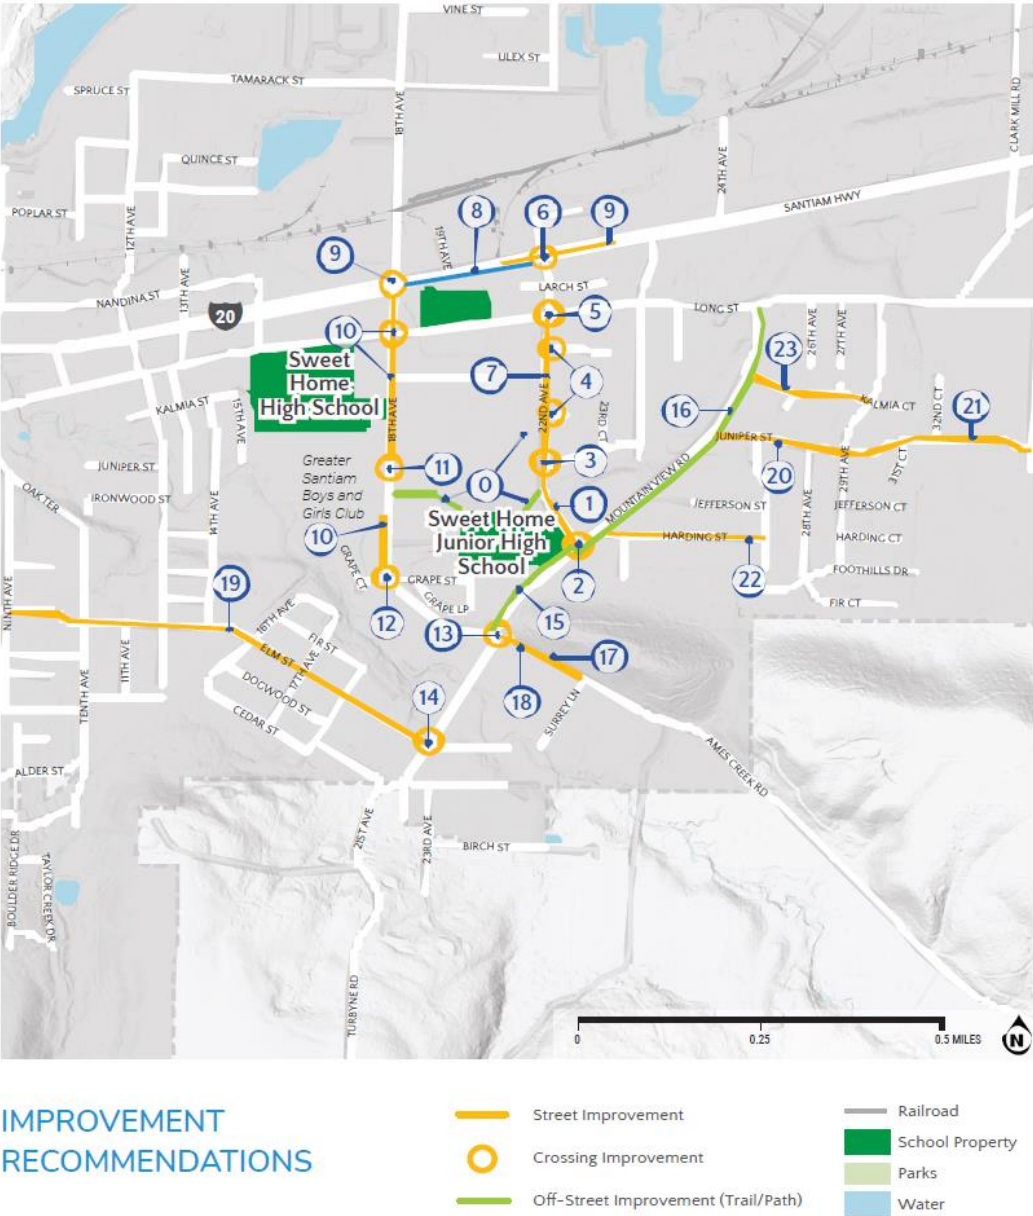 VINE ST
ULEX ST
TAMARACK ST
SPRUCE ST
18TH AVE
CLARK MILL RD
QUINCE ST
24TH AVE
SANTIAM HWY
POPLAR ST
12TH AVE
8
6
9
19TH AVE
9
13TH AVE
NANDINA ST
LARCH ST
LONG ST
20
5
10
26TH AVE
27TH AVE
Sweet
Home
High School
7
4
23
KALMIA ST
15TH AVE
18TH AVE
22ND AVE
23RD CT
16
KALMIA CT
32ND CT
21
JUNIPER ST
20
3
11
JUNIPER ST
Greater
Santiam
Boys and
Girls Club
0
MOUNTAIN VIEW RD
29TH AVE
31ST CT
OAKTER
IRONWOOD ST
14TH AVE
1
JEFFERSON ST
28TH AVE
JEFFERSON CT
Sweet Home
Junior High
School
10
HARDING ST
HARDING CT
GRAPE CT
GRAPE ST
2
22
FOOTHILLS DR
NINTH AVE
19
16TH AVE
GRAPE LP
FIR CT
12
15
13
17
FIR ST
ELM ST
17TH AVE
11TH AVE
TENTH AVE
DOGWOOD ST
14
18
SURREY LN
CEDAR ST
AMES CREEK RD
ALDER ST
21ST AVE
23RD AVE
BIRCH ST
BOULDER RIDGE DR
TAYLOR CREEK DR
TURBYNE RD
0
0.25
0.5 MILES
N
IMPROVEMENT
RECOMMENDATIONS
Street Improvement
Crossing Improvement
Off-Street Improvement (Trail/Path)
Railroad
School Property
Parks
Water